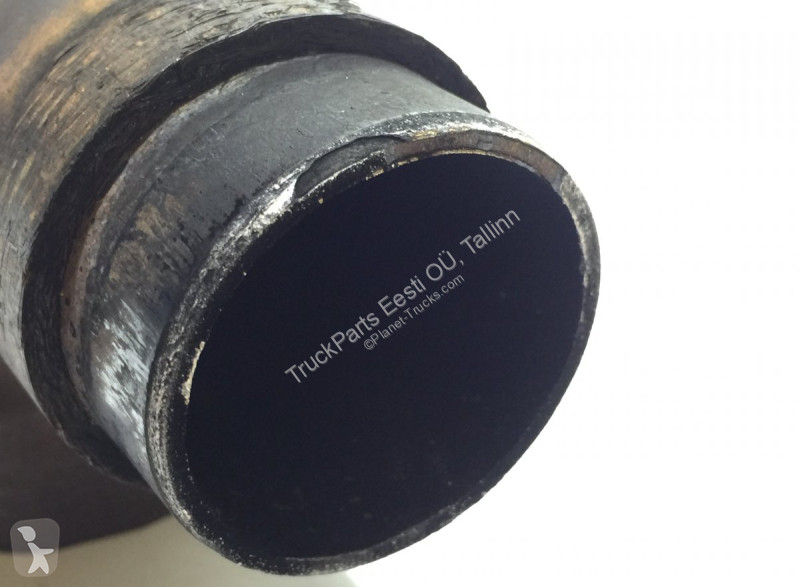 TruckParts Eesti OÜ, Tallinn
©Planet-Trucks.com